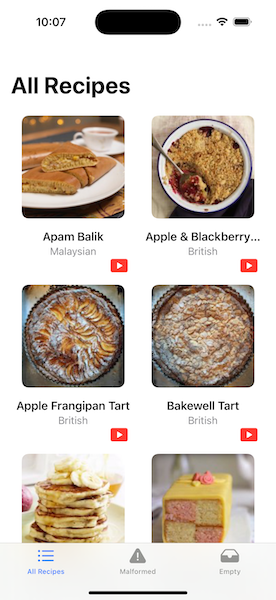 10:07
All Recipes
Apam Balik
Malaysian
Apple & Blackberry...
British
Apple Frangipan Tart
British
Bakewell Tart
British
All Recipes
Malformed
Empty